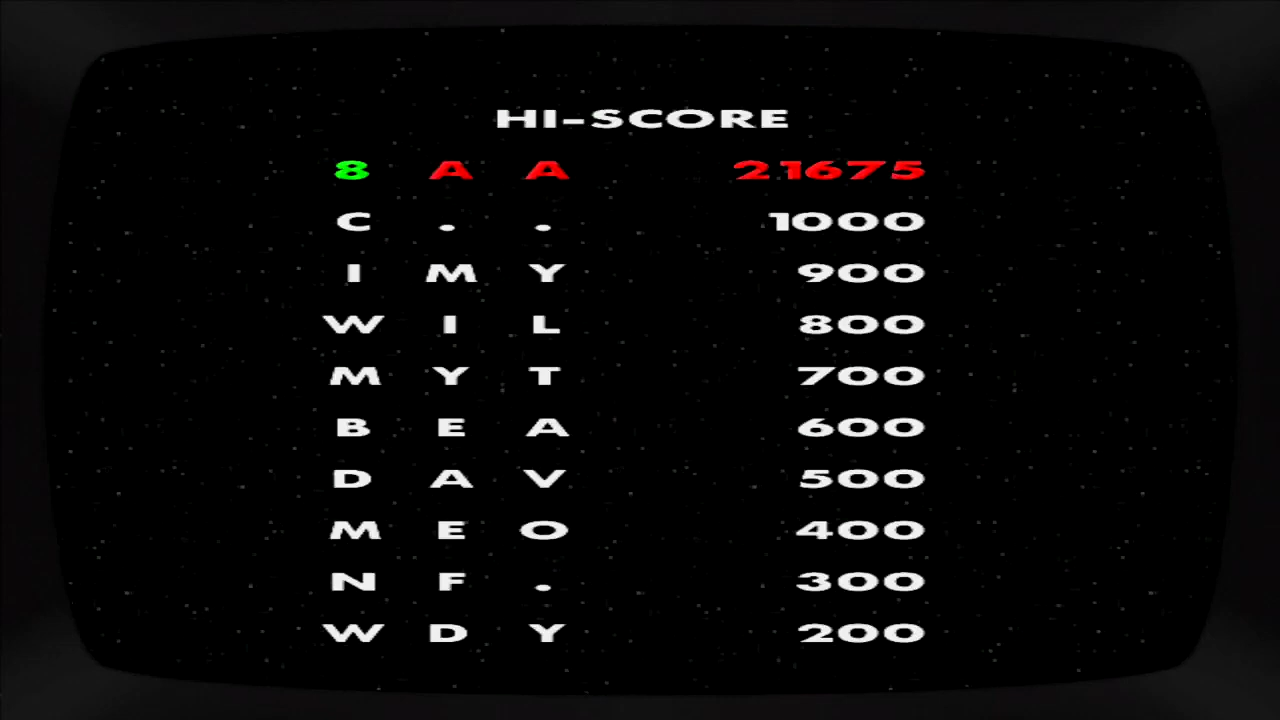 HI-SCORE
8 A A 21675
C . . 1000
I M Y 900
W I L 800
M Y T 700
B E A 600
D A V 500
M E O 400
N F . 300
W D Y 200